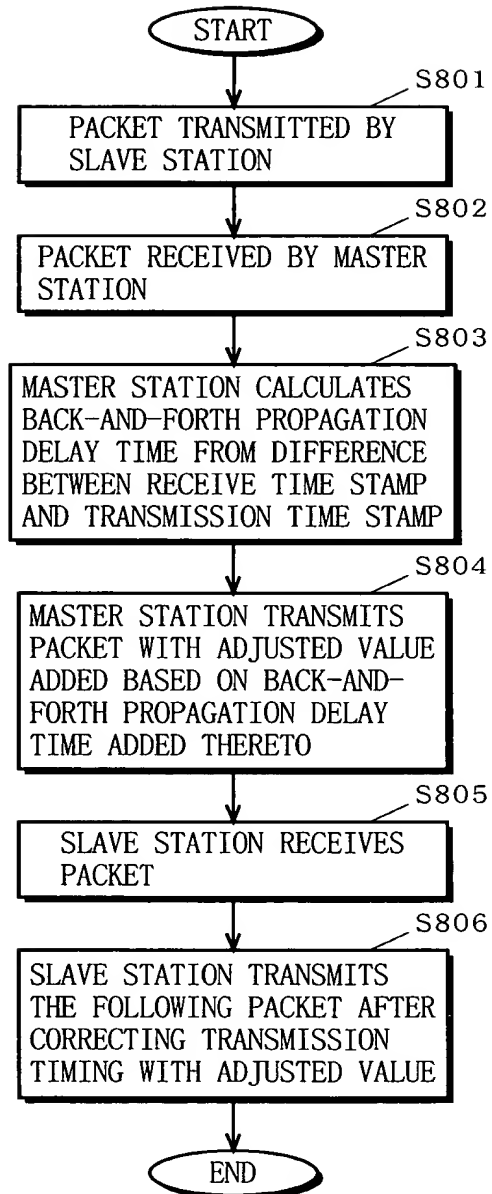 START
S801
PACKET TRANSMITTED BY
SLAVE STATION
S802
PACKET RECEIVED BY MASTER
STATION
S803
MASTER STATION CALCULATES
BACK-AND-FORTH PROPAGATION
DELAY TIME FROM DIFFERENCE
BETWEEN RECEIVE TIME STAMP
AND TRANSMISSION TIME STAMP
S804
MASTER STATION TRANSMITS
PACKET WITH ADJUSTED VALUE
ADDED BASED ON BACK-AND-
FORTH PROPAGATION DELAY
TIME ADDED THERETO
S805
SLAVE STATION RECEIVES
PACKET
S806
SLAVE STATION TRANSMITS
THE FOLLOWING PACKET AFTER
CORRECTING TRANSMISSION
TIMING WITH ADJUSTED VALUE
END